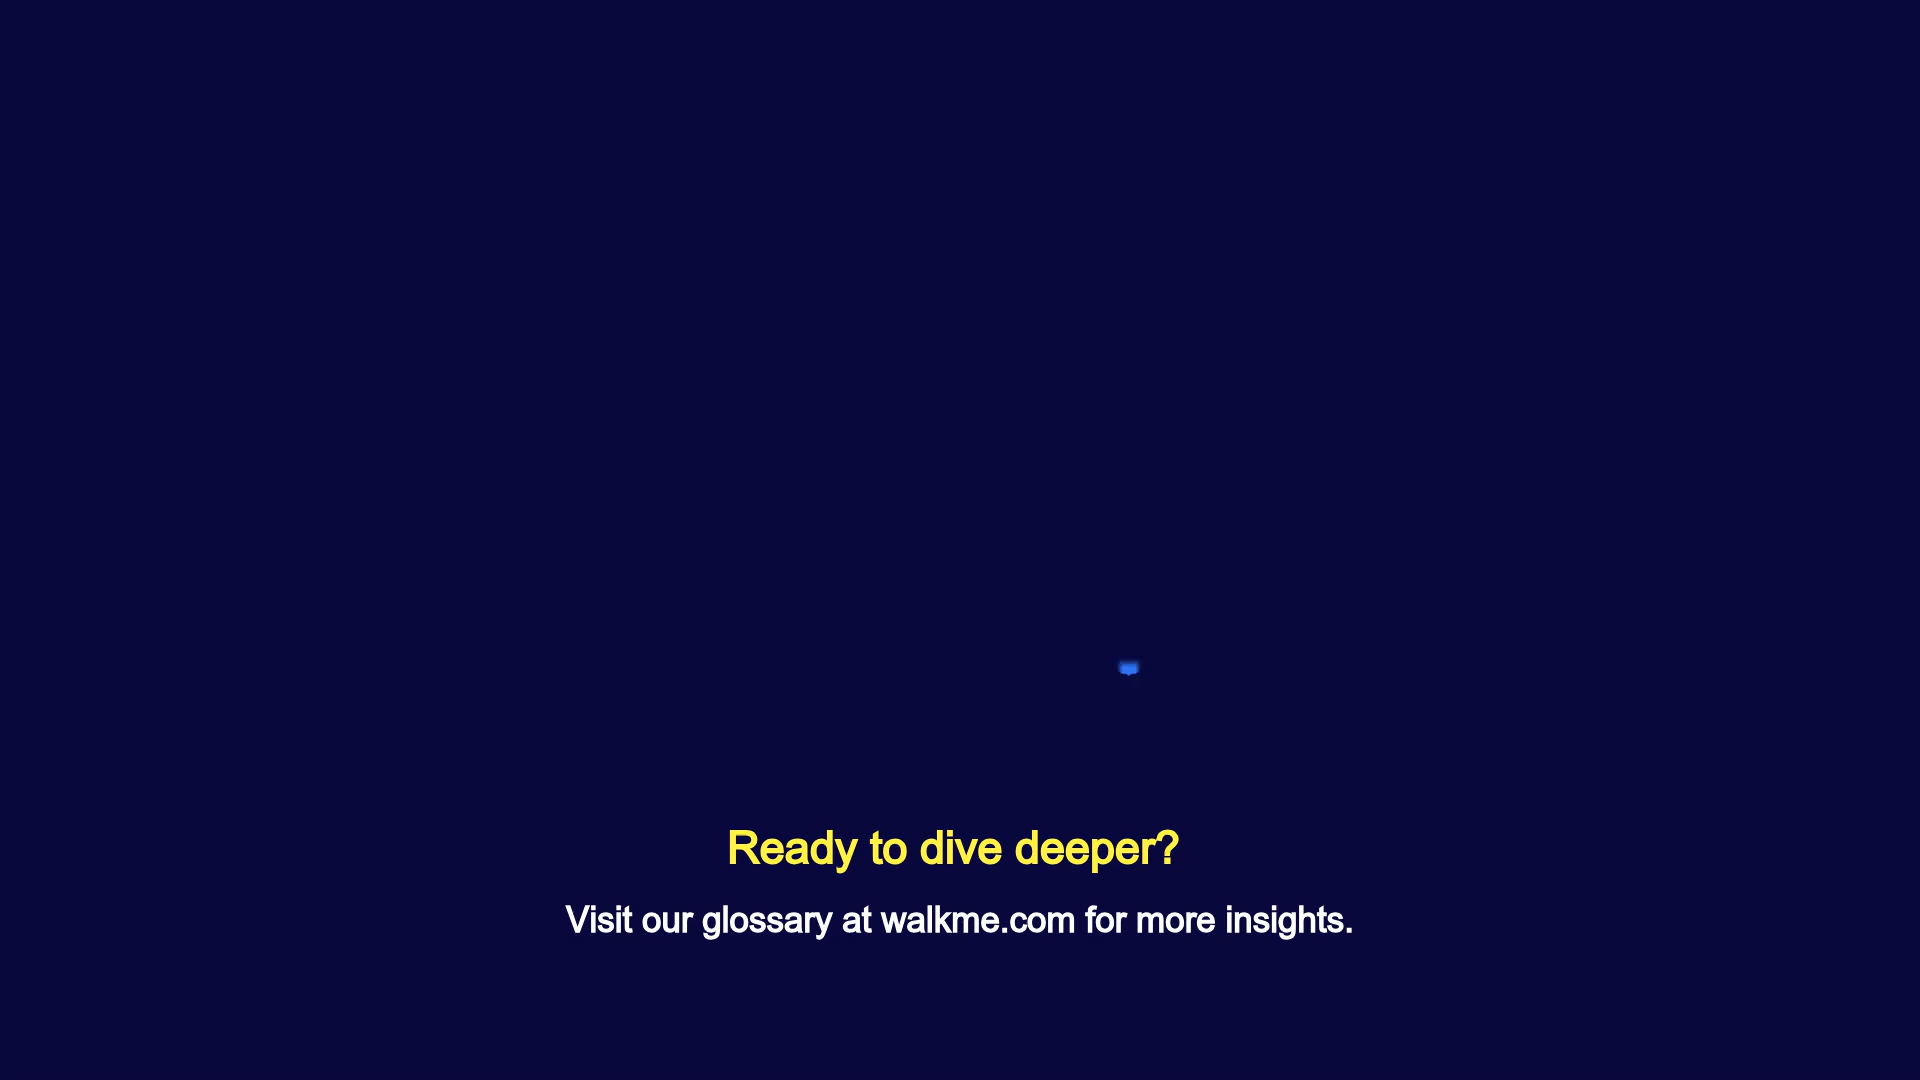 Ready to dive deeper?
Visit our glossary at walkme.com for more insights.